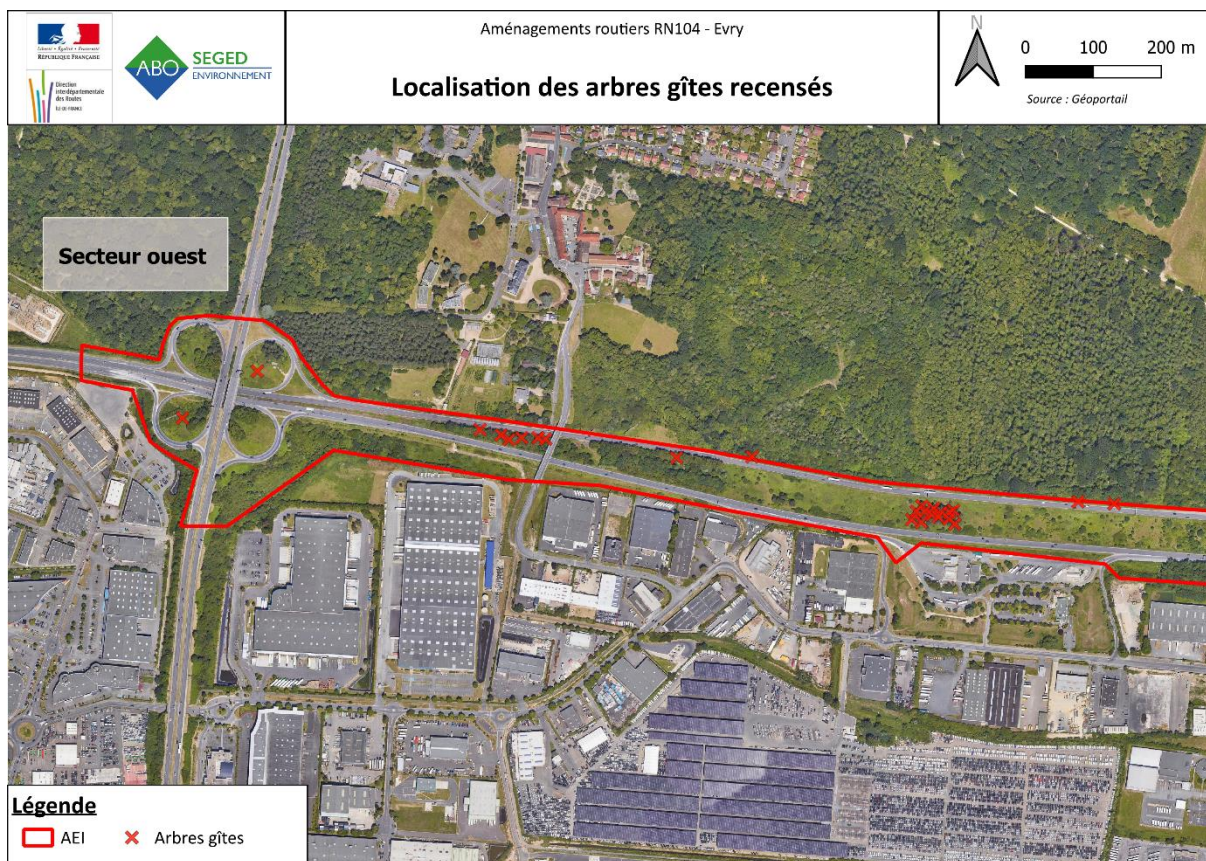 Liberté • Égalité • Fraternité
RÉPUBLIQUE FRANÇAISE
Direction
interdépartementale
des Routes
ÎLE-DE-FRANCE
ABO
SEGED
ENVIRONNEMENT
Aménagements routiers RN104 - Evry
Localisation des arbres gîtes recensés
N
0 100 200 m
Source : Géoportail
Secteur ouest
Légende
AEI
Arbres gîtes